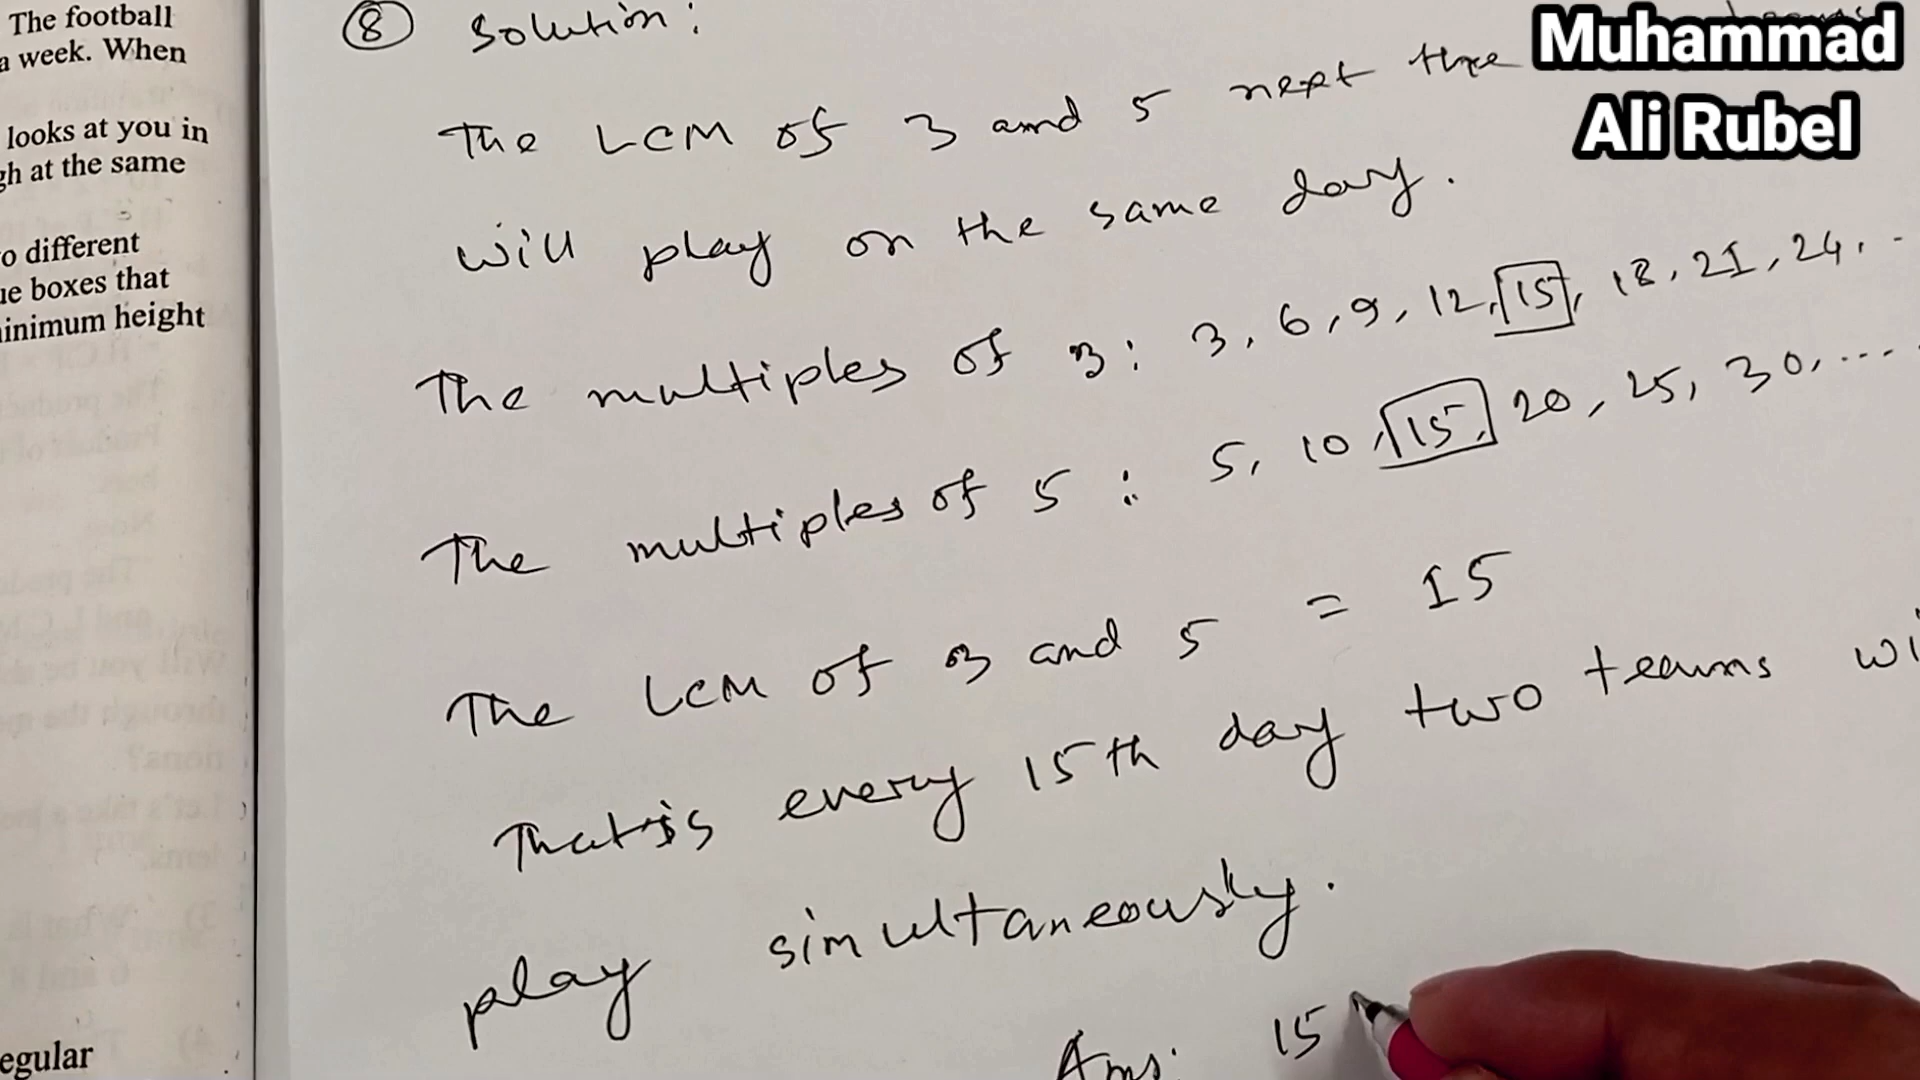 The football
a week. When
looks at you in
gh at the same
o different
ue boxes that
inimum height
egular
Muhammad
Ali Rubel
8 Solution:
The LCM of 3 and 5 next the
will play on the same day.
The multiples of 3: 3, 6, 9, 12, 15, 18, 21, 24, .
The multiples of 5: 5, 10, 15, 20, 25, 30, ....
The LCM of 3 and 5 = 15
That is every 15th day two teams wi
play simultaneously.
Ans: 15